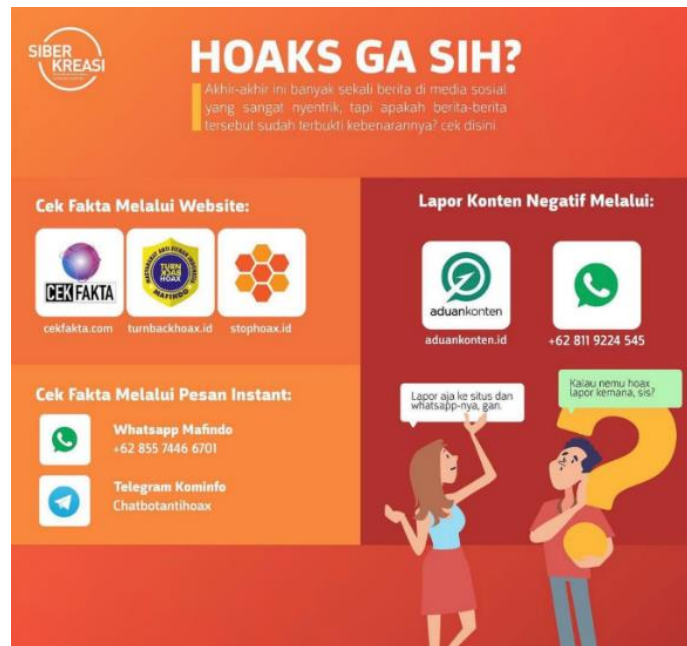 SIBER
KREASI
HOAKS GA SIH?
Akhir-akhir ini banyak sekali berita di media sosial
yang sangat nyentrik, tapi apakah berita-berita
tersebut sudah terbukti kebenarannya? cek disini.
Cek Fakta Melalui Website:
CEK FAKTA
cekfakta.com
TURN
BACK
HOAX
MASYARAKAT ANTI FITNAH INDONESIA
MAFINDO
turnbackhoax.id
stophoax.id
Cek Fakta Melalui Pesan Instant:
Whatsapp Mafindo
+62 855 7446 6701
Telegram Kominfo
Chatbotantihoax
Lapor Konten Negatif Melalui:
aduankonten
aduankonten.id
+62 811 9224 545
Kalau nemu hoax
lapor kemana, sis?
Lapor aja ke situs dan
whatsapp-nya, gan.